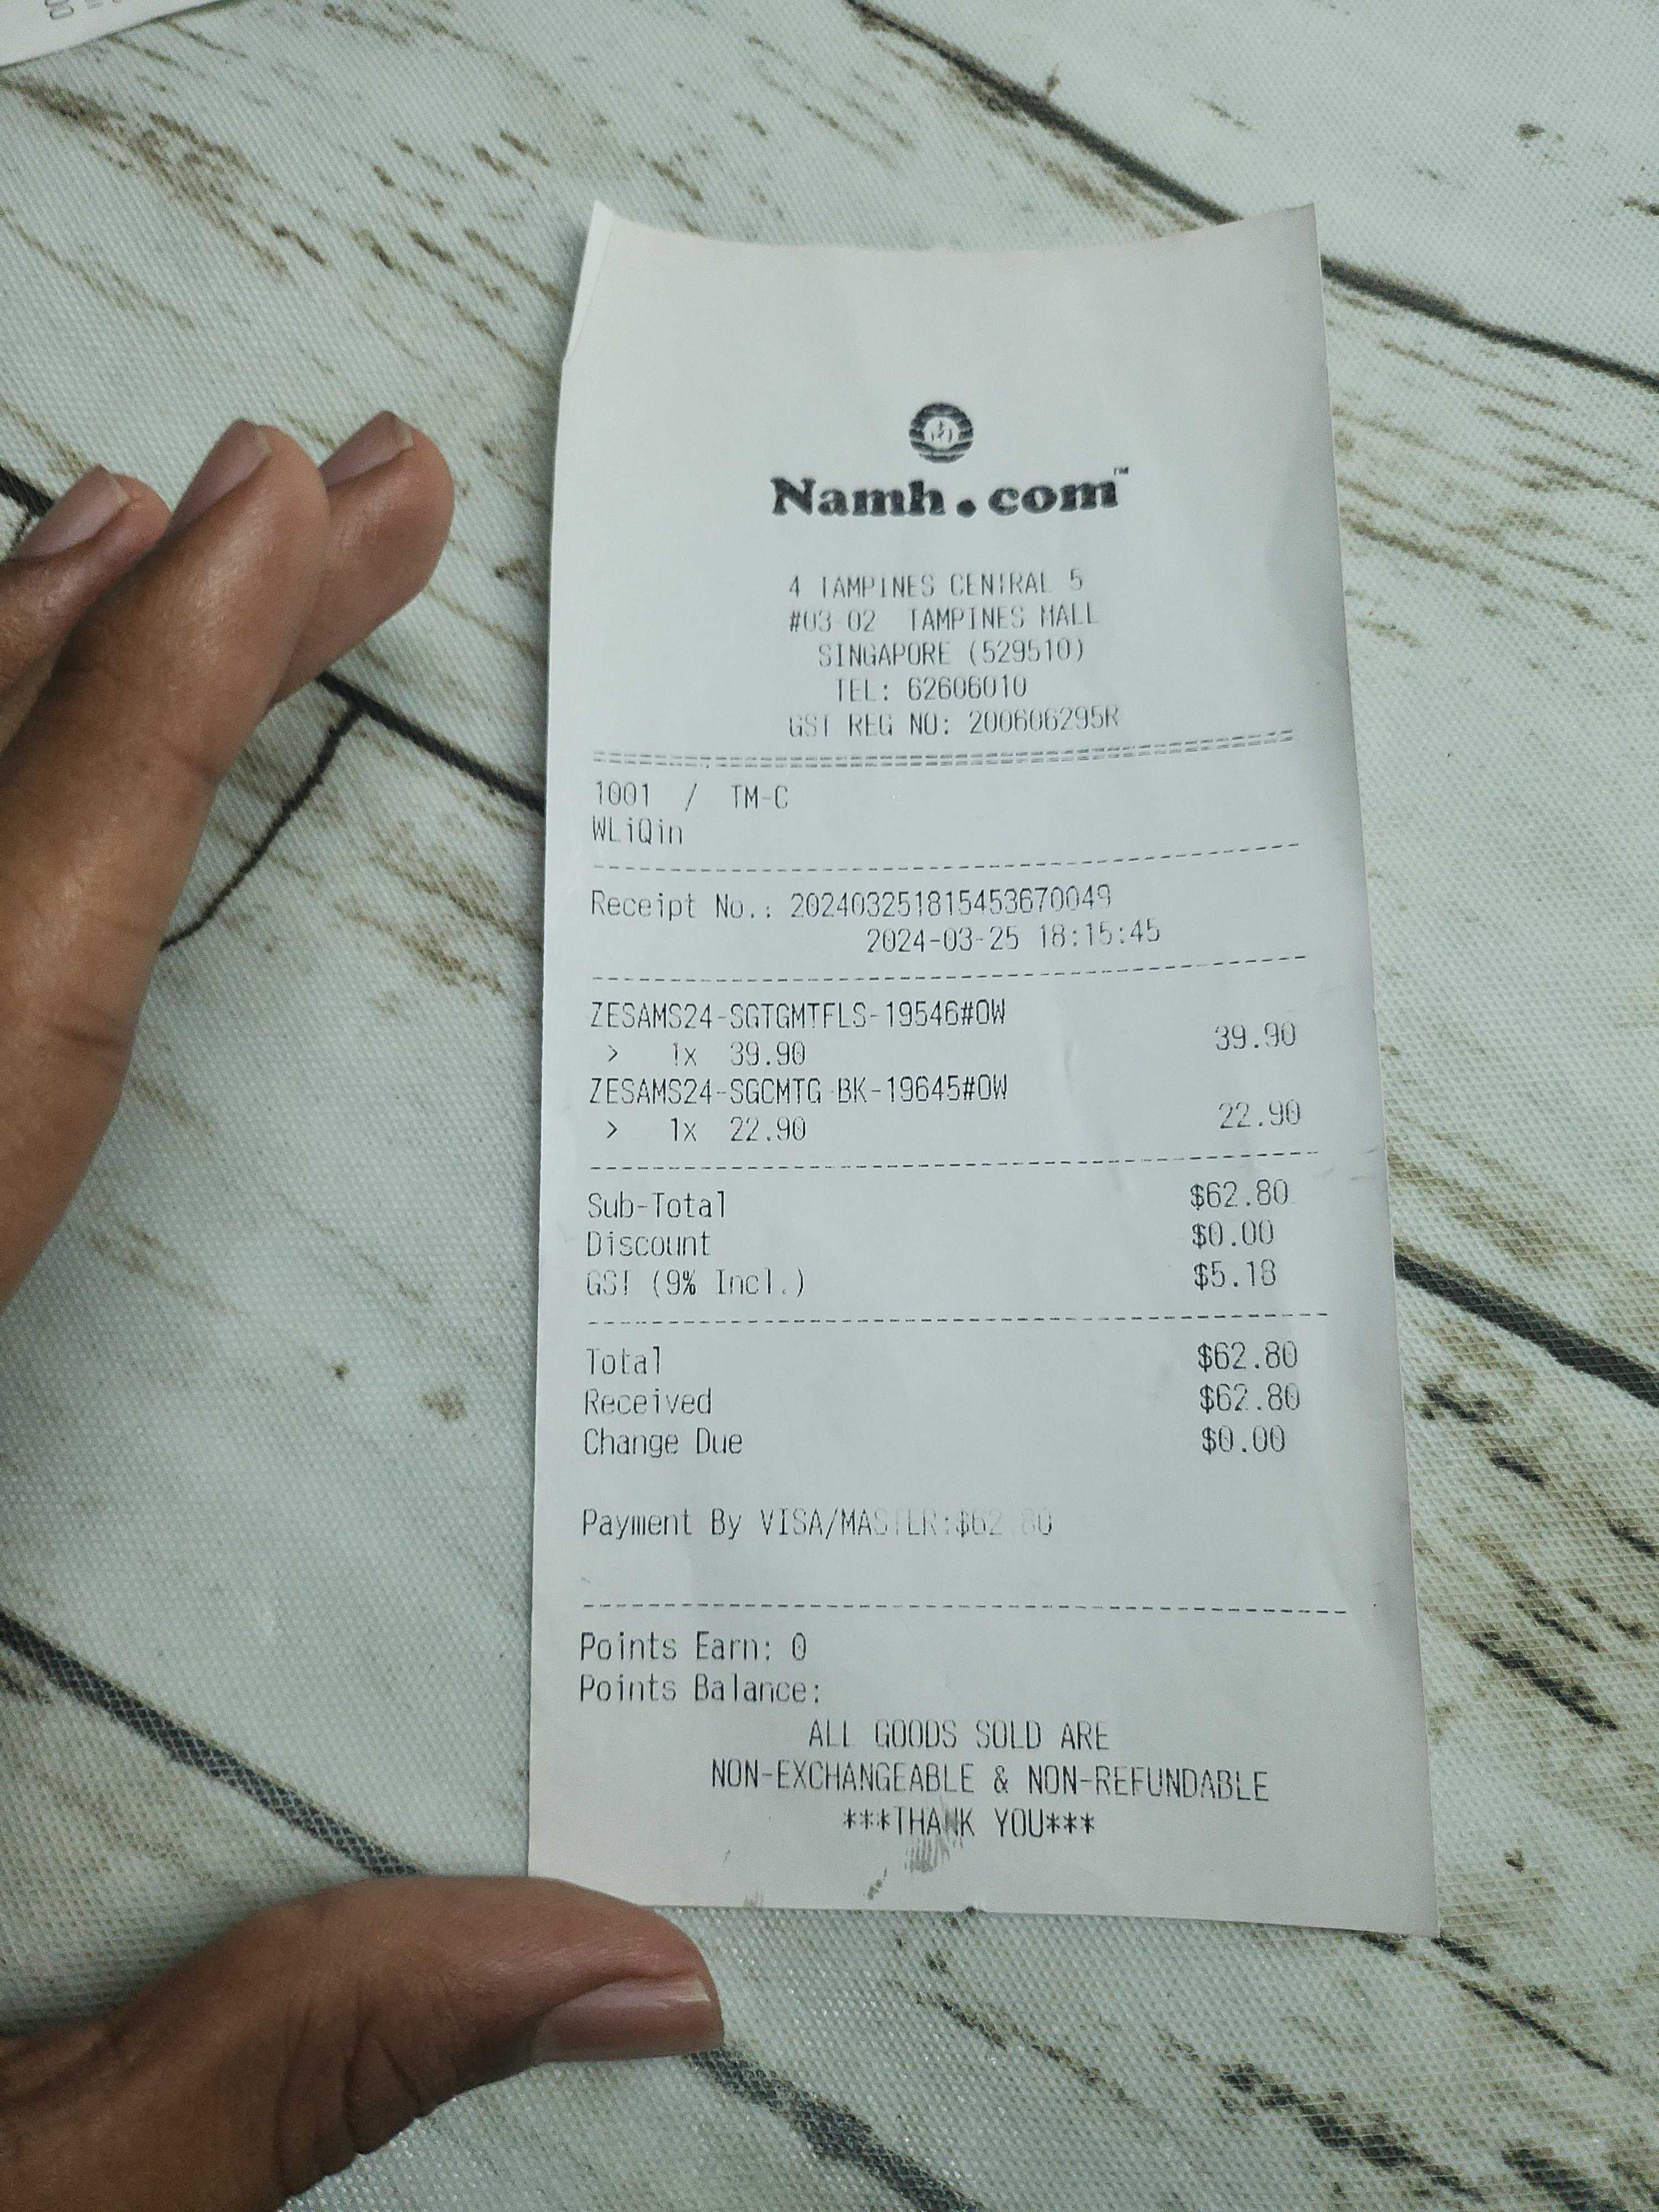 Namh.com™
4 TAMPINES CENTRAL 5
#03-02 TAMPINES MALL
SINGAPORE (529510)
TEL: 62606010
GST REG NO: 200606295R
1001 / TM-C
WLiQin
Receipt No.: 202403251815453670049
2024-03-25 18:15:45
ZESAMS24-SGTGMTFLS-19546#OW
> 1x 39.90 39.90
ZESAMS24-SGCMTG-BK-19645#OW
> 1x 22.90 22.90
Sub-Total $62.80
Discount $0.00
GST (9% Incl.) $5.18
Total $62.80
Received $62.80
Change Due $0.00
Payment By VISA/MASTER:$62.80
Points Earn: 0
Points Balance:
ALL GOODS SOLD ARE
NON-EXCHANGEABLE & NON-REFUNDABLE
***THANK YOU***